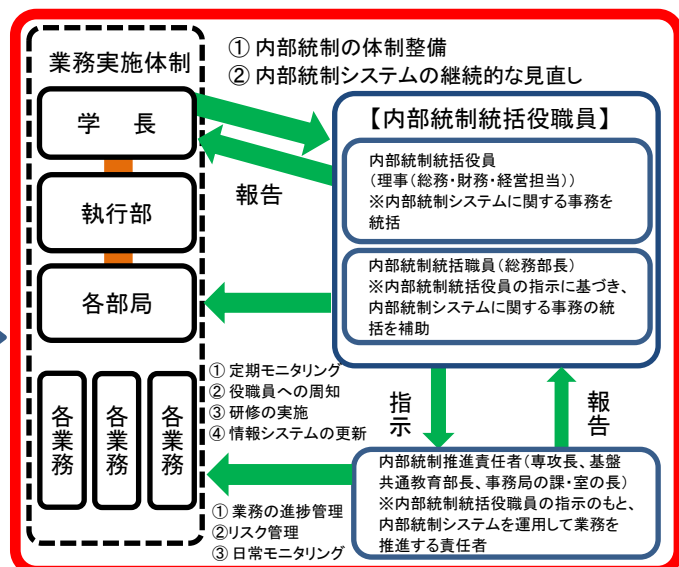 業務実施体制
学　長
執行部
各部局
各業務
各業務
各業務
① 内部統制の体制整備
② 内部統制システムの継続的な見直し
報告
【内部統制統括役職員】
内部統制統括役員
(理事(総務・財務・経営担当))
※内部統制システムに関する事務を
統括
内部統制統括職員(総務部長)
※内部統制統括役員の指示に基づき、
内部統制システムに関する事務の統
括を補助
① 定期モニタリング
② 役職員への周知
③ 研修の実施
④ 情報システムの更新
指示
報告
内部統制推進責任者(専攻長、基盤
共通教育部長、事務局の課・室の長)
※内部統制統括役職員の指示のもと、
内部統制システムを運用して業務を
推進する責任者
① 業務の進捗管理
②リスク管理
③ 日常モニタリング